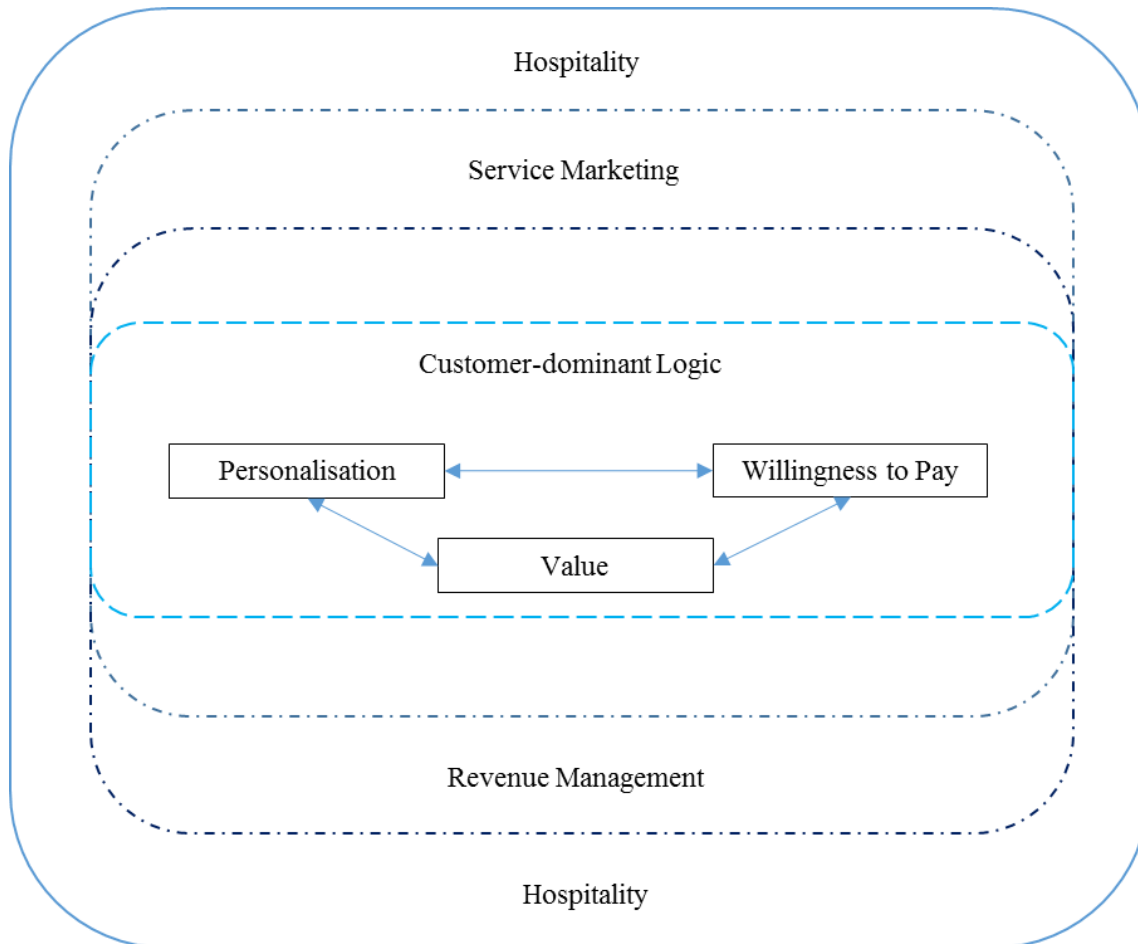 Hospitality
Service Marketing
Customer-dominant Logic
Personalisation
Willingness to Pay
Value
Revenue Management
Hospitality